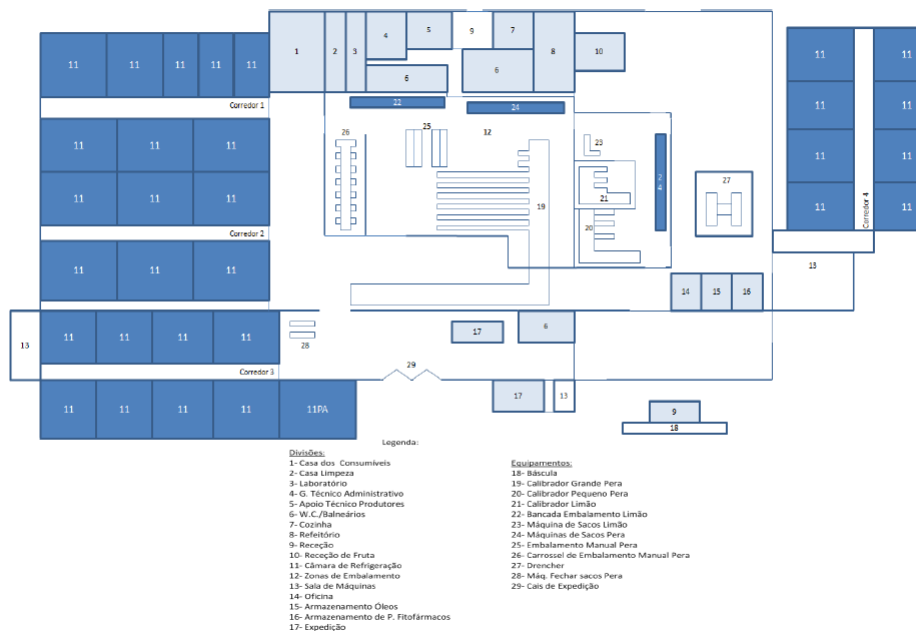 4 5 9 7
1 2 3 8 10
11 11 11 11 11 11 11
6 6
Corredor 1
22 24
11 11 11 26 25 12 23 11 11
24
11 11 11 19 21 27 11 11
20
Corredor 2
Corredor 4
11 11 11 11 11
13
14 15 16
13 11 11 11 11 28 17 6
29
Corredor 3
11 11 11 11 11PA 17 13 9
18
Legenda:
Divisões:
1- Casa dos Consumíveis
2- Casa Limpeza
3- Laboratório
4- G. Técnico Administrativo
5- Apoio Técnico Produtores
6- W.C./Balneários
7- Cozinha
8- Refeitório
9- Receção
10- Receção de Fruta
11- Câmara de Refrigeração
12- Zonas de Embalamento
13- Sala de Máquinas
14- Oficina
15- Armazenamento Óleos
16- Armazenamento de P. Fitofármacos
17- Expedição
Equipamentos:
18- Báscula
19- Calibrador Grande Pera
20- Calibrador Pequeno Pera
21- Calibrador Limão
22- Bancada Embalamento Limão
23- Máquina de Sacos Limão
24- Máquinas de Sacos Pera
25- Embalamento Manual Pera
26- Carrossel de Embalamento Manual Pera
27- Drencher
28- Máq. Fechar sacos Pera
29- Cais de Expedição